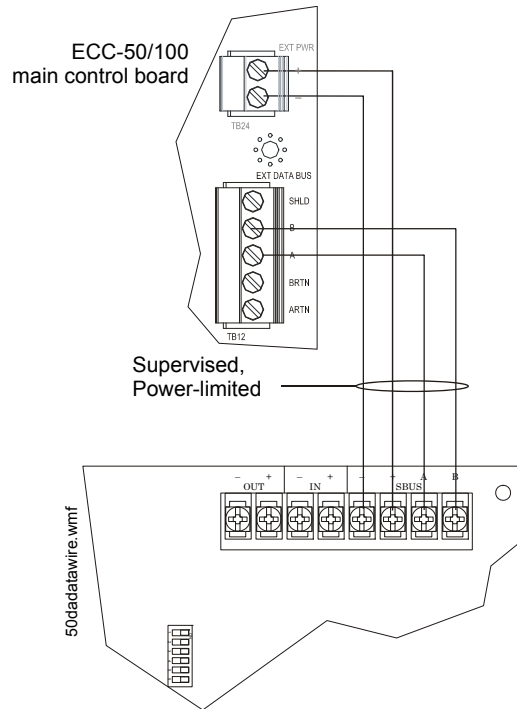 ECC-50/100
main control board
EXT PWR
+
–
TB24
EXT DATA BUS
SHLD
B
A
BRTN
ARTN
TB12
Supervised,
Power-limited
– + – + – + A B
OUT IN SBUS
50dadatawire.wmf